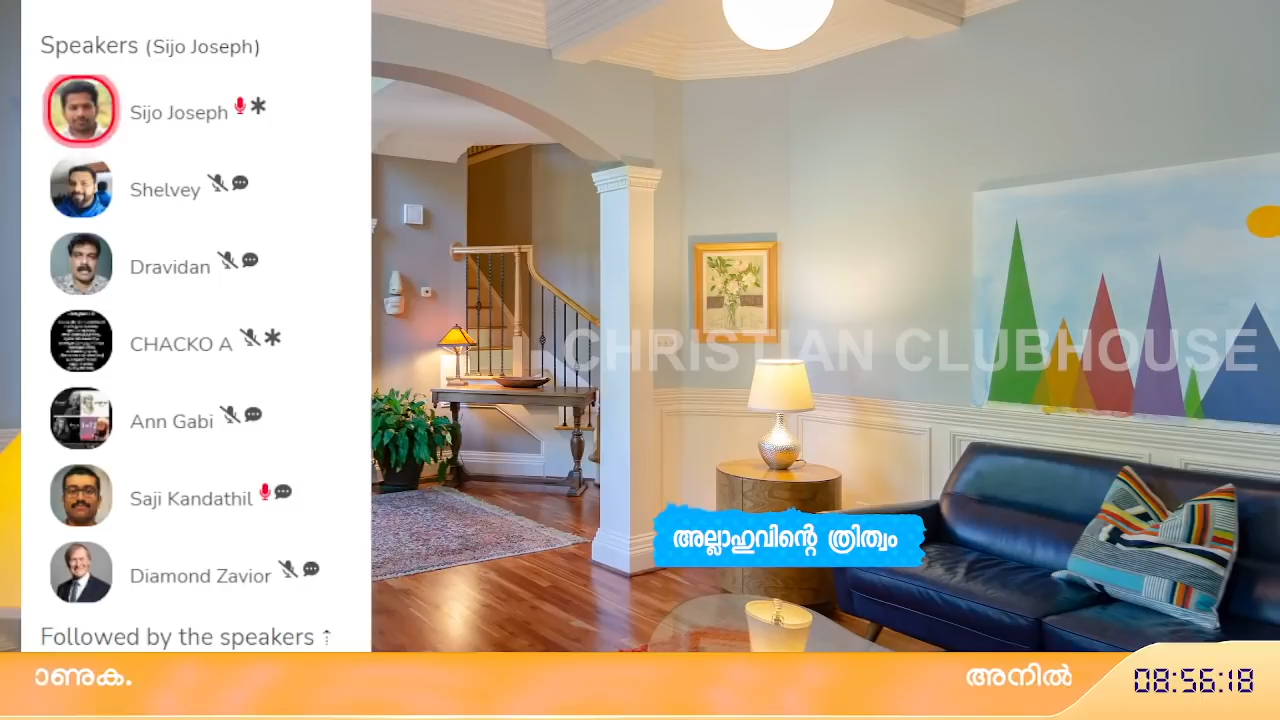 Speakers (Sijo Joseph)
Sijo Joseph
Shelvey
Dravidan
CHACKO A
Ann Gabi
Saji Kandathil
Diamond Zavior
Followed by the speakers ⇡
CHRISTIAN CLUBHOUSE
അല്ലാഹുവിന്റെ ത്രിത്വം
ാണുക. അനിൽ
08:56:18